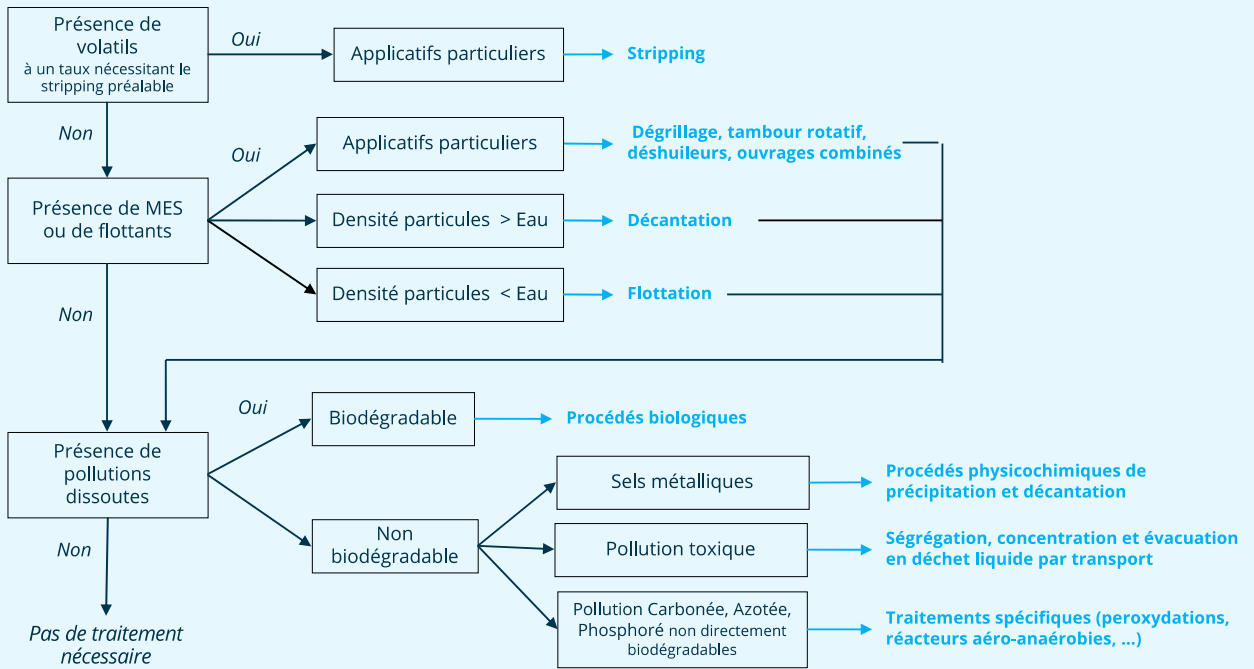 Présence de
volatils
à un taux nécessitant le
stripping préalable
Oui
Applicatifs particuliers
Stripping
Non
Oui
Applicatifs particuliers
Dégrillage, tambour rotatif,
déshuileurs, ouvrages combinés
Présence de MES
ou de flottants
Densité particules > Eau
Décantation
Densité particules < Eau
Flottation
Non
Oui
Biodégradable
Procédés biologiques
Présence de
pollutions
dissoutes
Sels métalliques
Procédés physicochimiques de
précipitation et décantation
Non
biodégradable
Pollution toxique
Ségrégation, concentration et évacuation
en déchet liquide par transport
Non
Pollution Carbonée, Azotée,
Phosphoré non directement
biodégradables
Traitements spécifiques (peroxydations,
réacteurs aéro-anaérobies, ...)
Pas de traitement
nécessaire